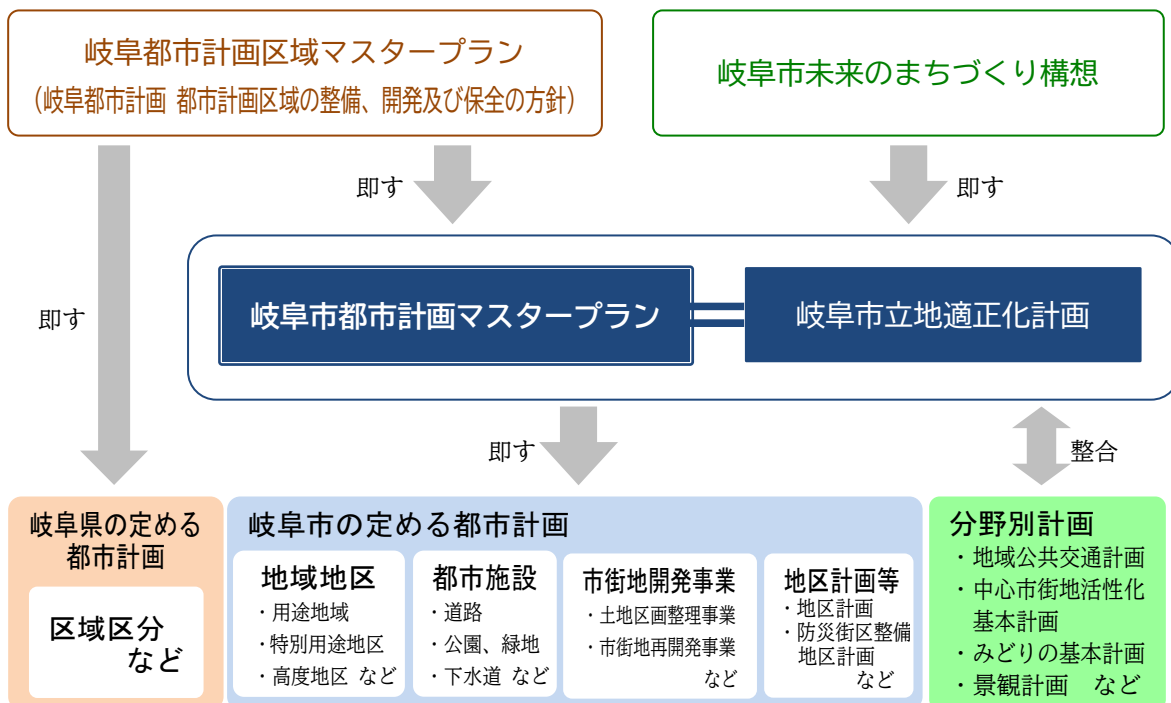 岐阜都市計画区域マスタープラン
（岐阜都市計画 都市計画区域の整備、開発及び保全の方針）
岐阜市未来のまちづくり構想
即す
即す
即す
岐阜市都市計画マスタープラン
岐阜市立地適正化計画
即す
整合
岐阜県の定める
都市計画
区域区分
など
岐阜市の定める都市計画
地域地区
・用途地域
・特別用途地区
・高度地区 など
都市施設
・道路
・公園、緑地
・下水道 など
市街地開発事業
・土地区画整理事業
・市街地再開発事業
など
地区計画等
・地区計画
・防災街区整備
地区計画
など
分野別計画
・地域公共交通計画
・中心市街地活性化
基本計画
・みどりの基本計画
・景観計画 など